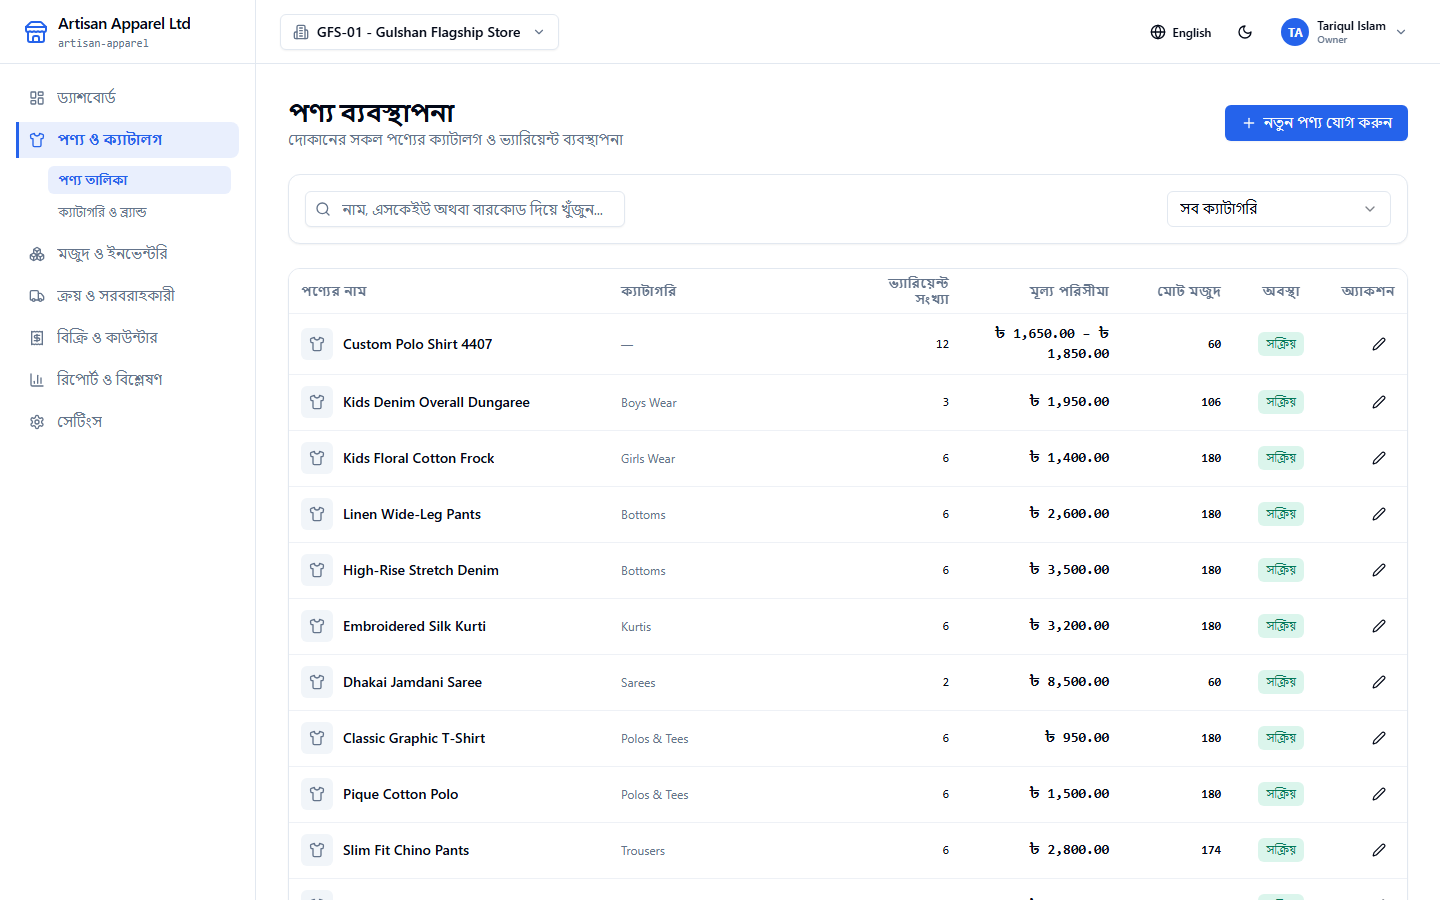 Artisan Apparel Ltd
artisan-apparel
GFS-01 - Gulshan Flagship Store
English
TA
Tariqul Islam
Owner
ড্যাশবোর্ড
পণ্য ও ক্যাটালগ
পণ্য তালিকা
ক্যাটাগরি ও ব্র্যান্ড
মজুদ ও ইনভেন্টরি
ক্রয় ও সরবরাহকারী
বিক্রি ও কাউন্টার
রিপোর্ট ও বিশ্লেষণ
সেটিংস
পণ্য ব্যবস্থাপনা
দোকানের সকল পণ্যের ক্যাটালগ ও ভ্যারিয়েন্ট ব্যবস্থাপনা
নতুন পণ্য যোগ করুন
নাম, এসকেইউ অথবা বারকোড দিয়ে খুঁজুন...
সব ক্যাটাগরি
পণ্যের নাম ক্যাটাগরি ভ্যারিয়েন্ট সংখ্যা মূল্য পরিসীমা মোট মজুদ অবস্থা অ্যাকশন
Custom Polo Shirt 4407 — 12 ৳ 1,650.00 – ৳ 1,850.00 60 সক্রিয়
Kids Denim Overall Dungaree Boys Wear 3 ৳ 1,950.00 106 সক্রিয়
Kids Floral Cotton Frock Girls Wear 6 ৳ 1,400.00 180 সক্রিয়
Linen Wide-Leg Pants Bottoms 6 ৳ 2,600.00 180 সক্রিয়
High-Rise Stretch Denim Bottoms 6 ৳ 3,500.00 180 সক্রিয়
Embroidered Silk Kurti Kurtis 6 ৳ 3,200.00 180 সক্রিয়
Dhakai Jamdani Saree Sarees 2 ৳ 8,500.00 60 সক্রিয়
Classic Graphic T-Shirt Polos & Tees 6 ৳ 950.00 180 সক্রিয়
Pique Cotton Polo Polos & Tees 6 ৳ 1,500.00 180 সক্রিয়
Slim Fit Chino Pants Trousers 6 ৳ 2,800.00 174 সক্রিয়